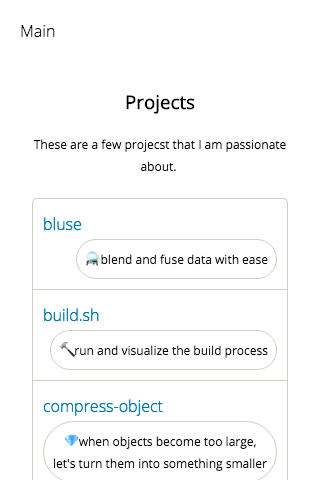 Main
Projects
These are a few projecst that I am passionate
about.
bluse
blend and fuse data with ease
build.sh
run and visualize the build process
compress-object
when objects become too large,
let's turn them into something smaller